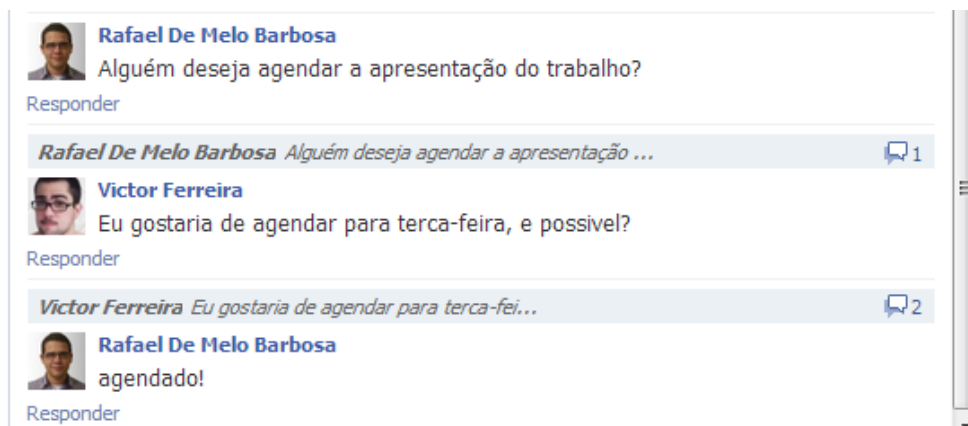 Rafael De Melo Barbosa
Alguém deseja agendar a apresentação do trabalho?
Responder
Rafael De Melo Barbosa Alguém deseja agendar a apresentação ... 1
Victor Ferreira
Eu gostaria de agendar para terca-feira, e possivel?
Responder
Victor Ferreira Eu gostaria de agendar para terca-fei... 2
Rafael De Melo Barbosa
agendado!
Responder